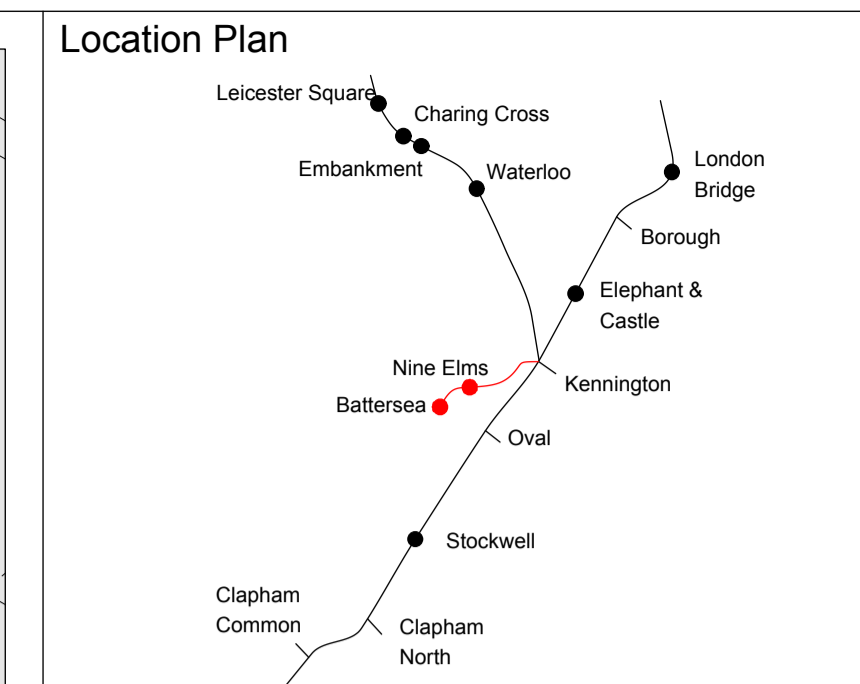 Location Plan
Leicester Square
Charing Cross
Embankment
Waterloo
London
Bridge
Borough
Elephant &
Castle
Nine Elms
Kennington
Battersea
Oval
Stockwell
Clapham
Common
Clapham
North